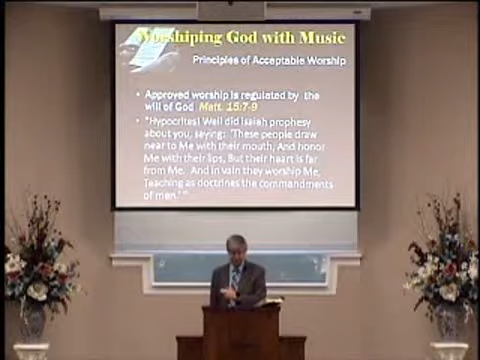 Worshiping God with Music
Principles of Acceptable Worship
• Approved worship is regulated by the
will of God Matt. 15:7-9
• "Hypocrites! Well did Isaiah prophesy
about you, saying: 'These people draw
near to Me with their mouth, And honor
Me with their lips, But their heart is far
from Me. And in vain they worship Me,
Teaching as doctrines the commandments
of men.'"